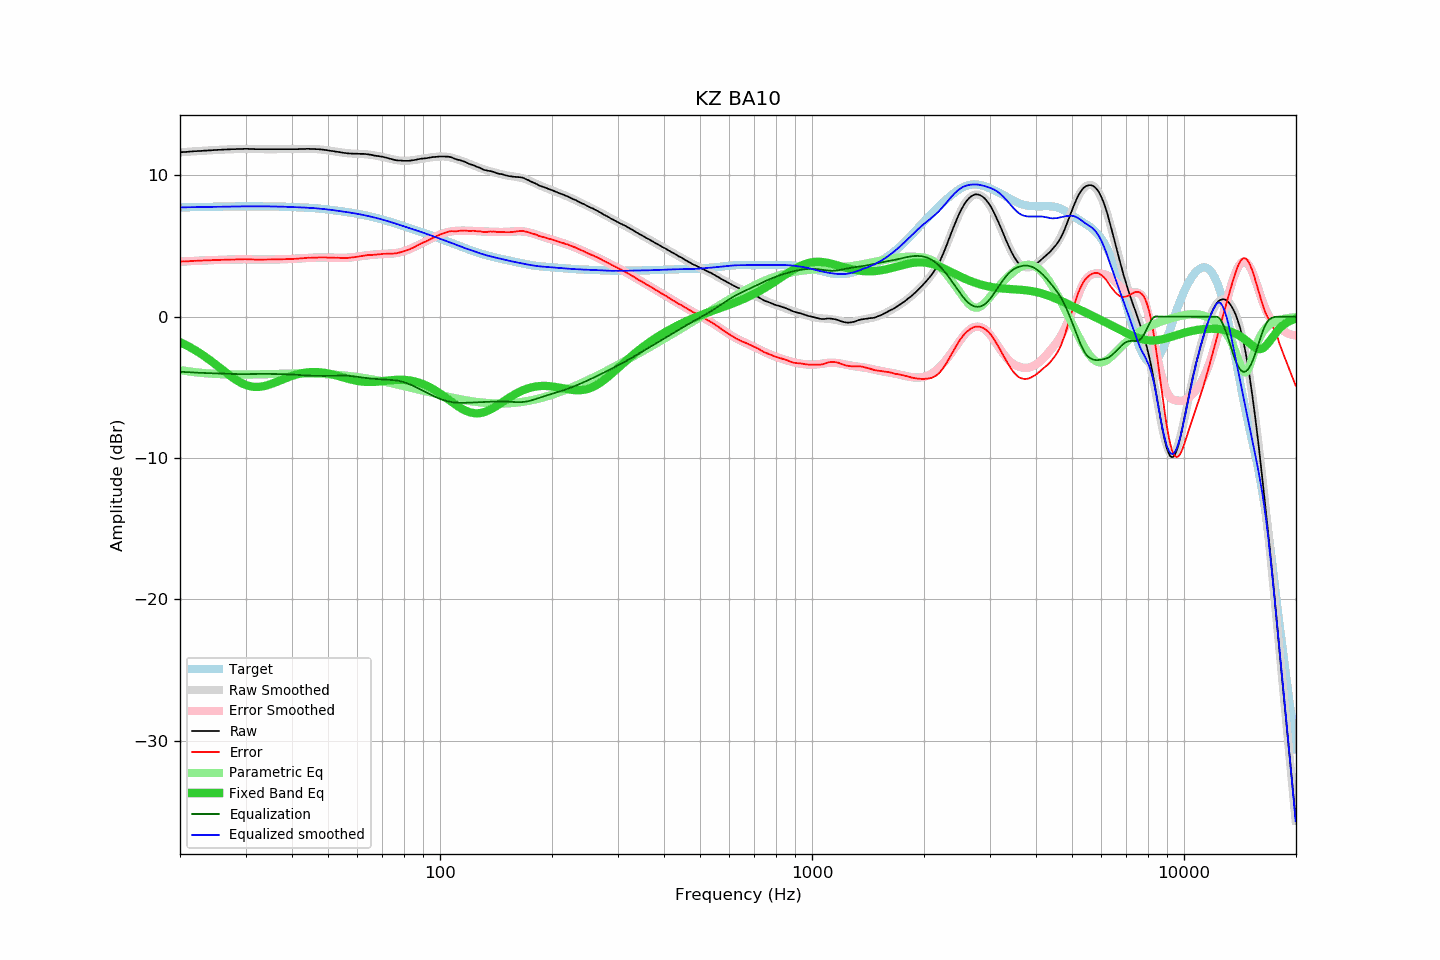 KZ BA10
10
0
−10
−20
−30
Amplitude (dBr)
Target
Raw Smoothed
Error Smoothed
Raw
Error
Parametric Eq
Fixed Band Eq
Equalization
Equalized smoothed
100
1000
10000
Frequency (Hz)